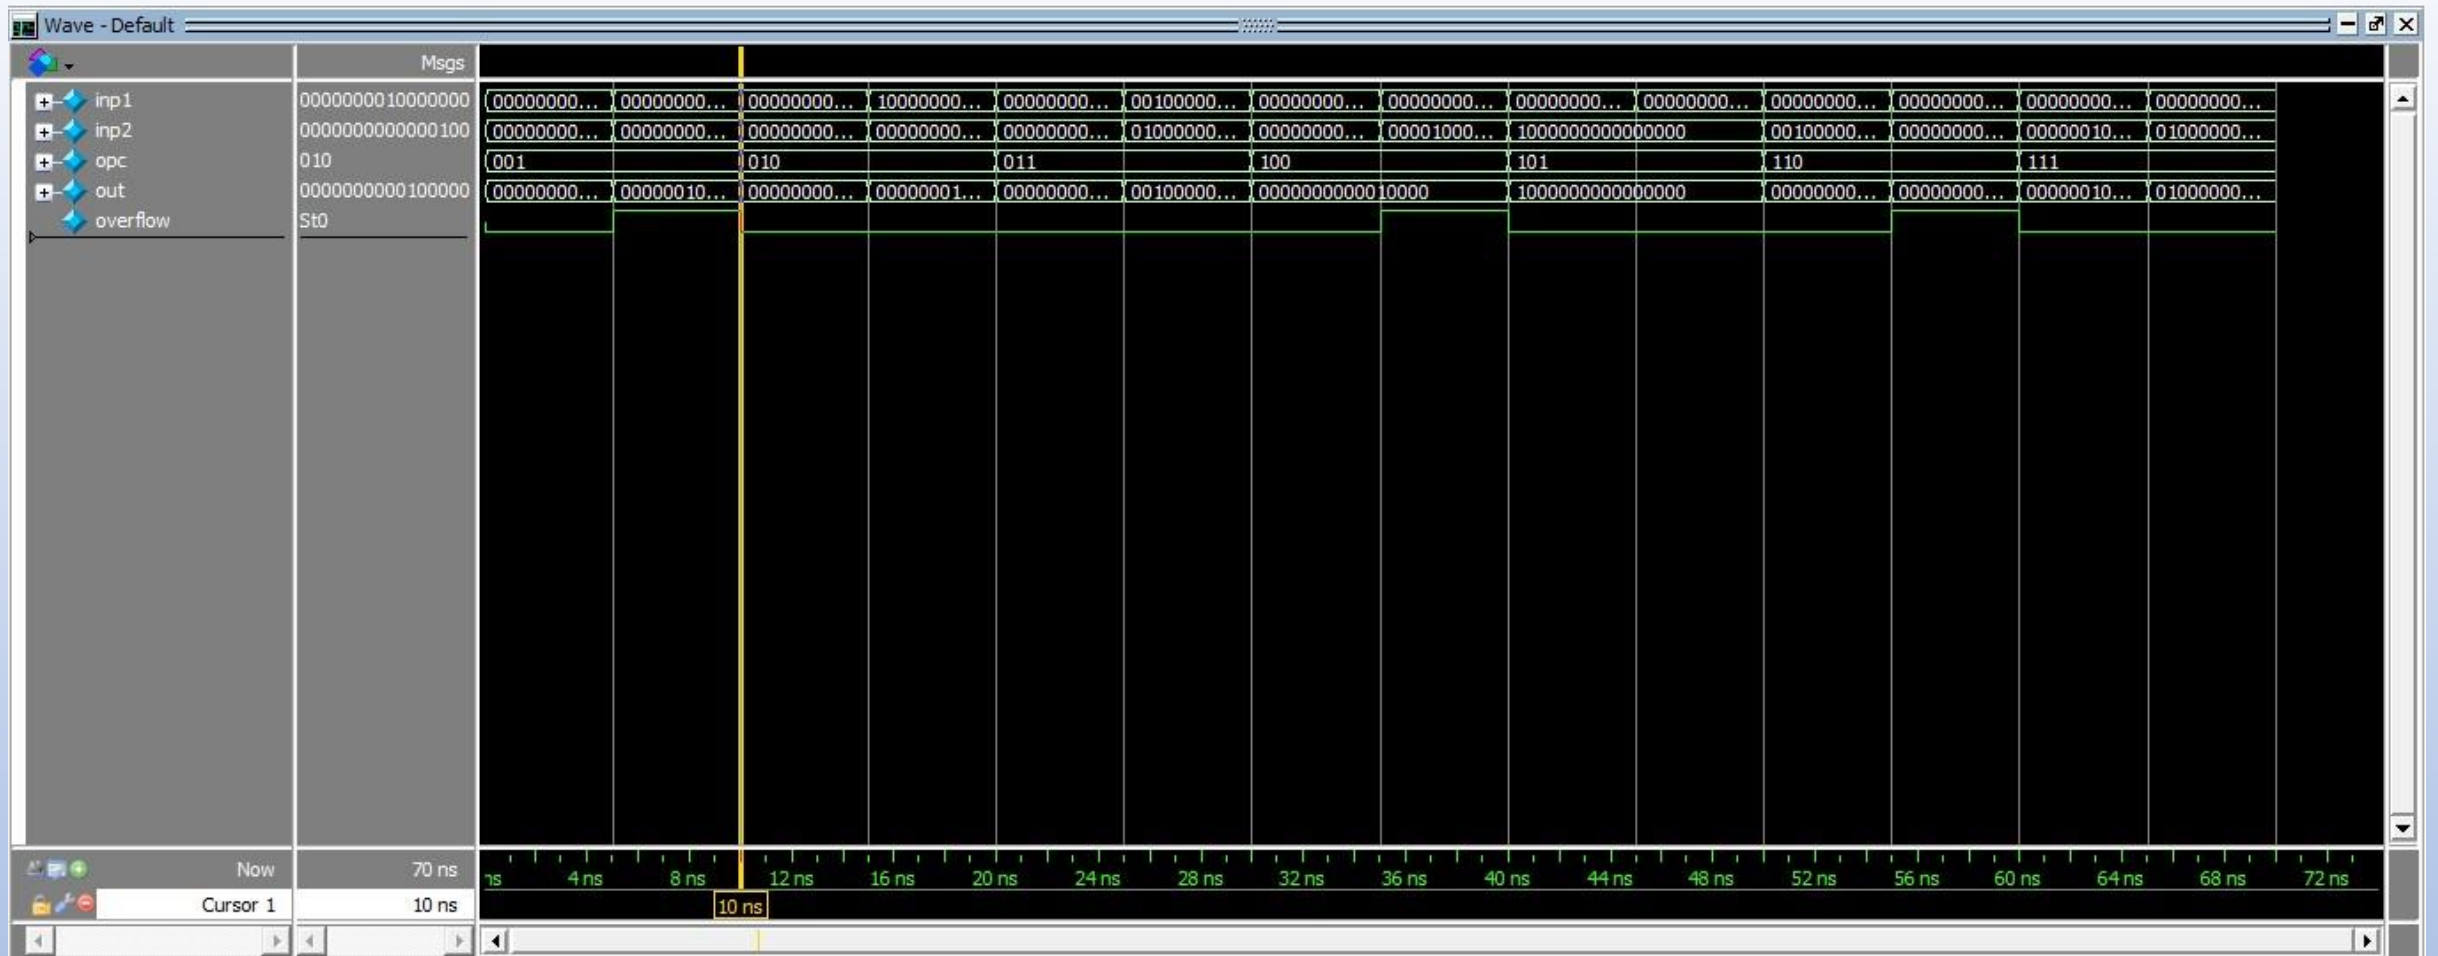 Wave - Default
Msgs
inp1 0000000010000000 00000000... 00000000... 00000000... 10000000... 00000000... 00100000... 00000000... 00000000... 00000000... 00000000... 00000000... 00000000... 00000000... 00000000...
inp2 0000000000000100 00000000... 00000000... 00000000... 00000000... 00000000... 01000000... 00000000... 00001000... 1000000000000000 00100000... 00000000... 00000010... 01000000...
opc 010 001 010 011 100 101 110 111
out 0000000000100000 00000000... 00000010... 00000000... 00000001... 00000000... 00100000... 0000000000010000 1000000000000000 00000000... 00000000... 00000010... 01000000...
overflow St0
Now 70 ns ns 4 ns 8 ns 12 ns 16 ns 20 ns 24 ns 28 ns 32 ns 36 ns 40 ns 44 ns 48 ns 52 ns 56 ns 60 ns 64 ns 68 ns 72 ns
Cursor 1 10 ns 10 ns